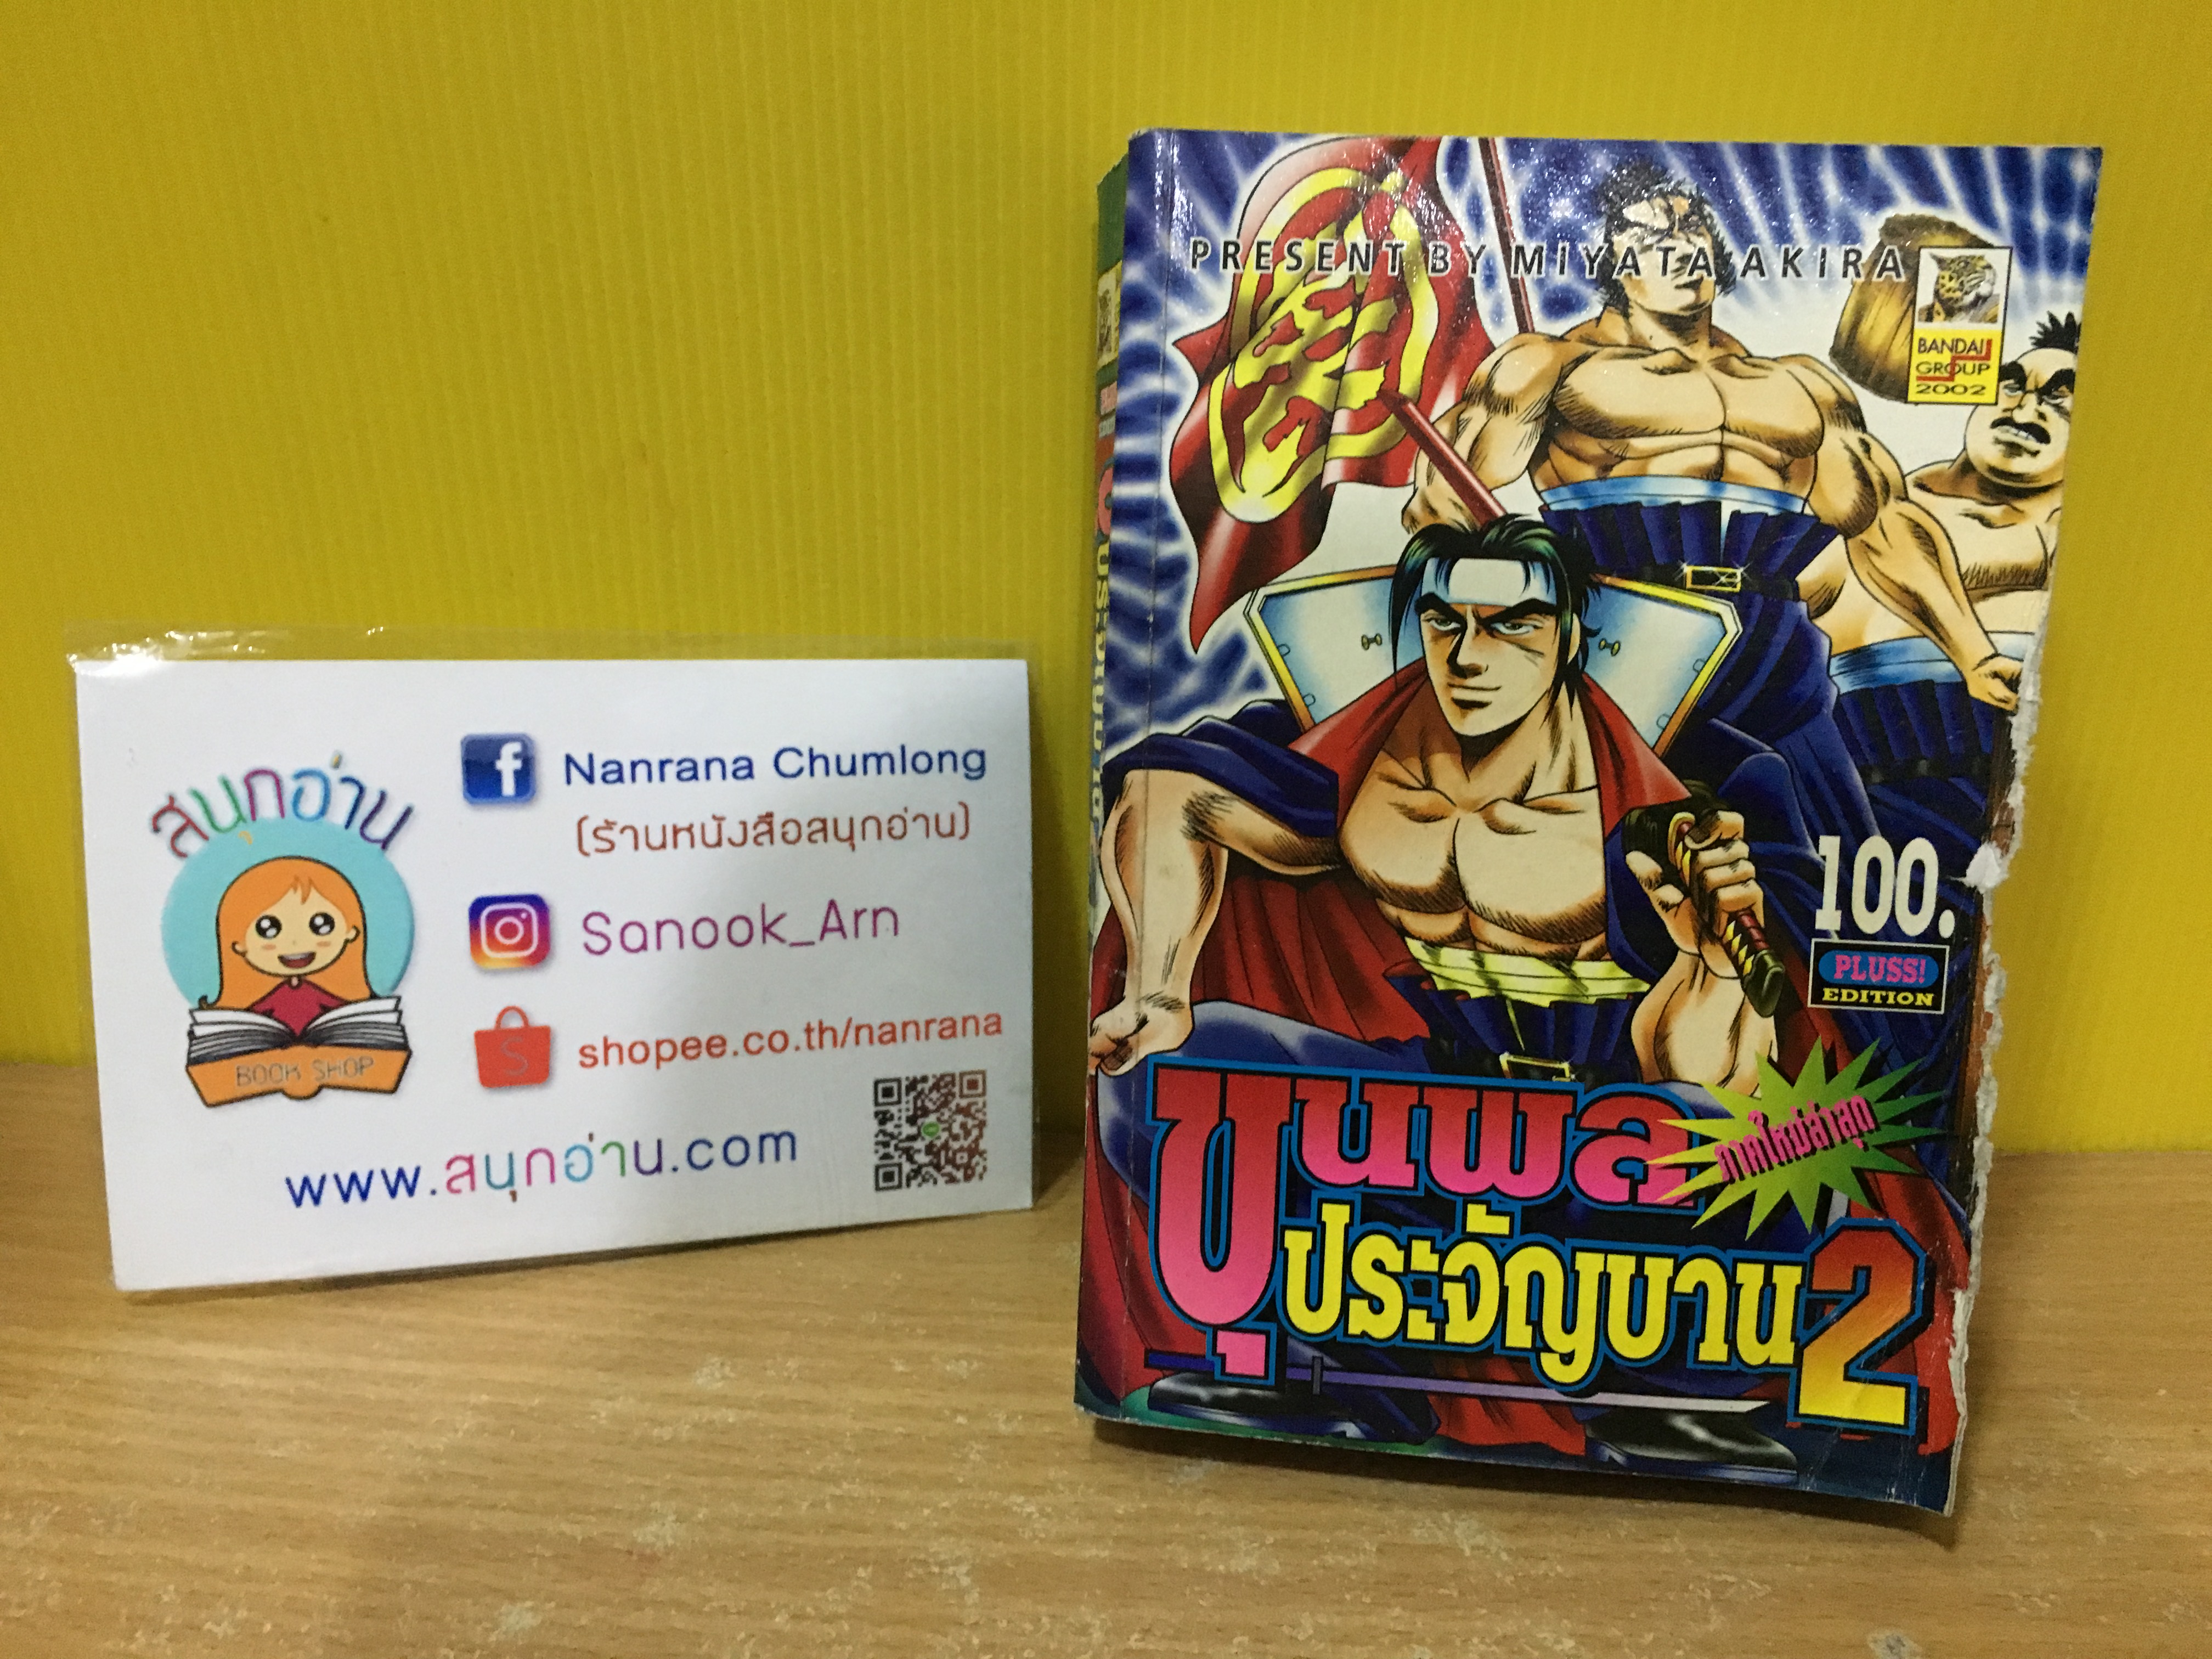 สนุกอ่าน
BOOK SHOP
Nanrana Chumlong
(ร้านหนังสือสนุกอ่าน)
Sanook_Arn
shopee.co.th/nanrana
www.สนุกอ่าน.com
PRESENT BY MIYATA AKIRA
BANDAI
GROUP
2002
100.
PLUSS!
EDITION
ภาคใหม่ล่าสุด
ขุนพล
ประจัญบาน2